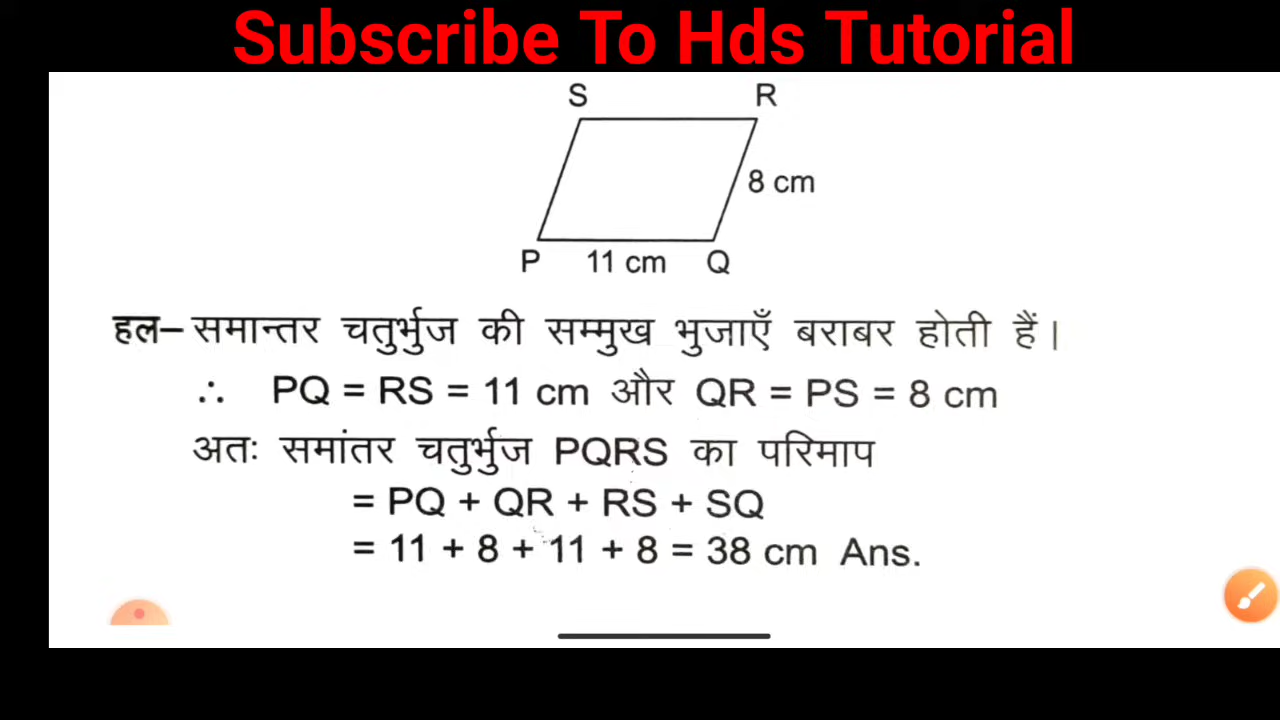 Subscribe To Hds Tutorial
S R
8 cm
P 11 cm Q
हल– समान्तर चतुर्भुज की सम्मुख भुजाएँ बराबर होती हैं।
∴ PQ = RS = 11 cm और QR = PS = 8 cm
अतः समांतर चतुर्भुज PQRS का परिमाप
= PQ + QR + RS + SQ
= 11 + 8 + 11 + 8 = 38 cm Ans.